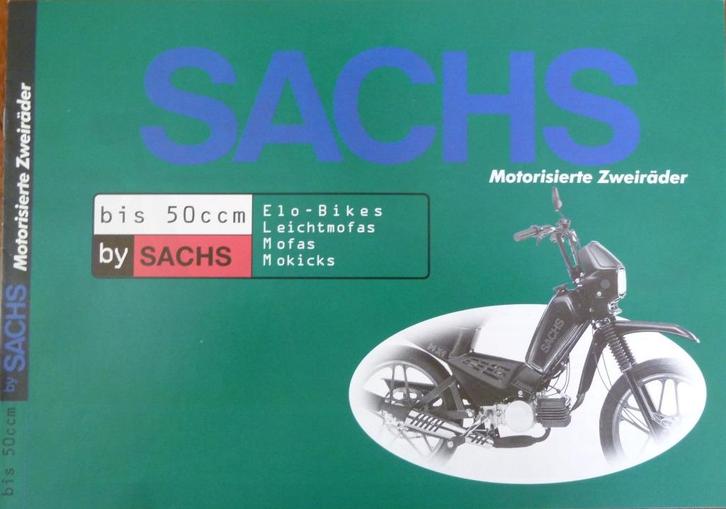 SACHS
Motorisierte Zweiräder
bis 50ccm
by SACHS
Elo-Bikes
Leichtmofas
Mofas
Mokicks
SACHS
bis 50ccm by SACHS Motorisierte Zweiräder